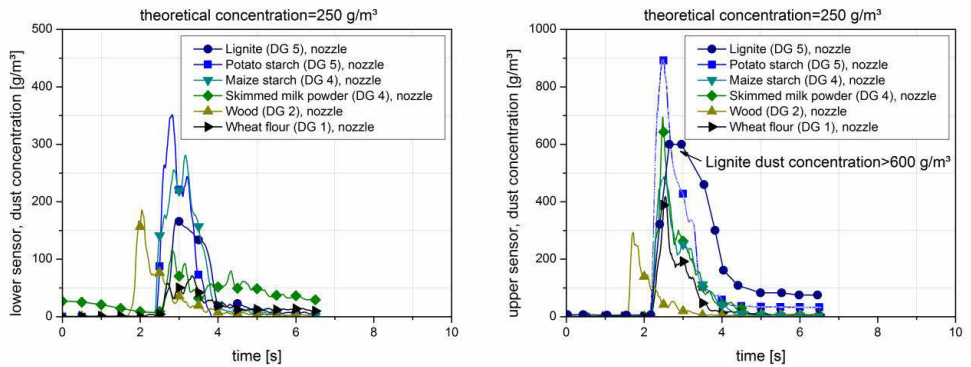 theoretical concentration=250 g/m³
500
400
300
200
100
0
lower sensor, dust concentration [g/m³]
Lignite (DG 5), nozzle
Potato starch (DG 5), nozzle
Maize starch (DG 4), nozzle
Skimmed milk powder (DG 4), nozzle
Wood (DG 2), nozzle
Wheat flour (DG 1), nozzle
0 2 4 6 8 10
time [s]
theoretical concentration=250 g/m³
1000
800
600
400
200
0
upper sensor, dust concentration [g/m³]
Lignite (DG 5), nozzle
Potato starch (DG 5), nozzle
Maize starch (DG 4), nozzle
Skimmed milk powder (DG 4), nozzle
Wood (DG 2), nozzle
Wheat flour (DG 1), nozzle
Lignite dust concentration>600 g/m³
0 2 4 6 8 10
time [s]